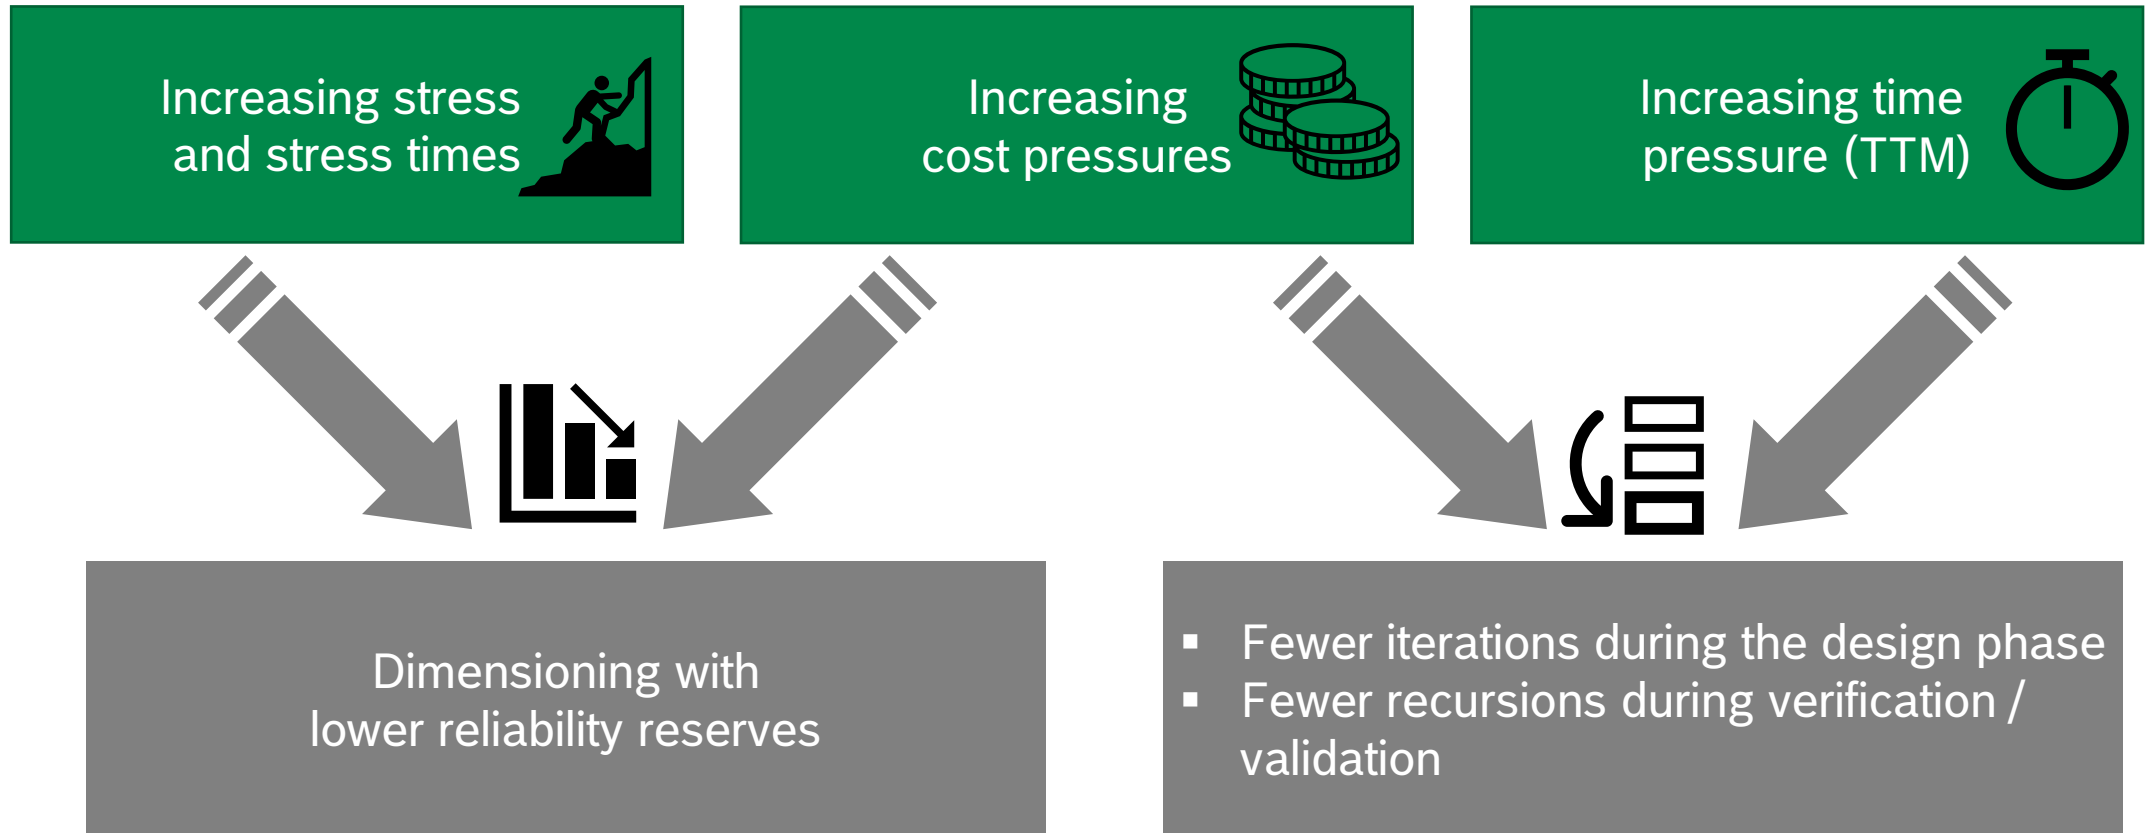 Increasing stress
and stress times
Increasing
cost pressures
Increasing time
pressure (TTM)
Dimensioning with
lower reliability reserves
▪ Fewer iterations during the design phase
▪ Fewer recursions during verification /
validation